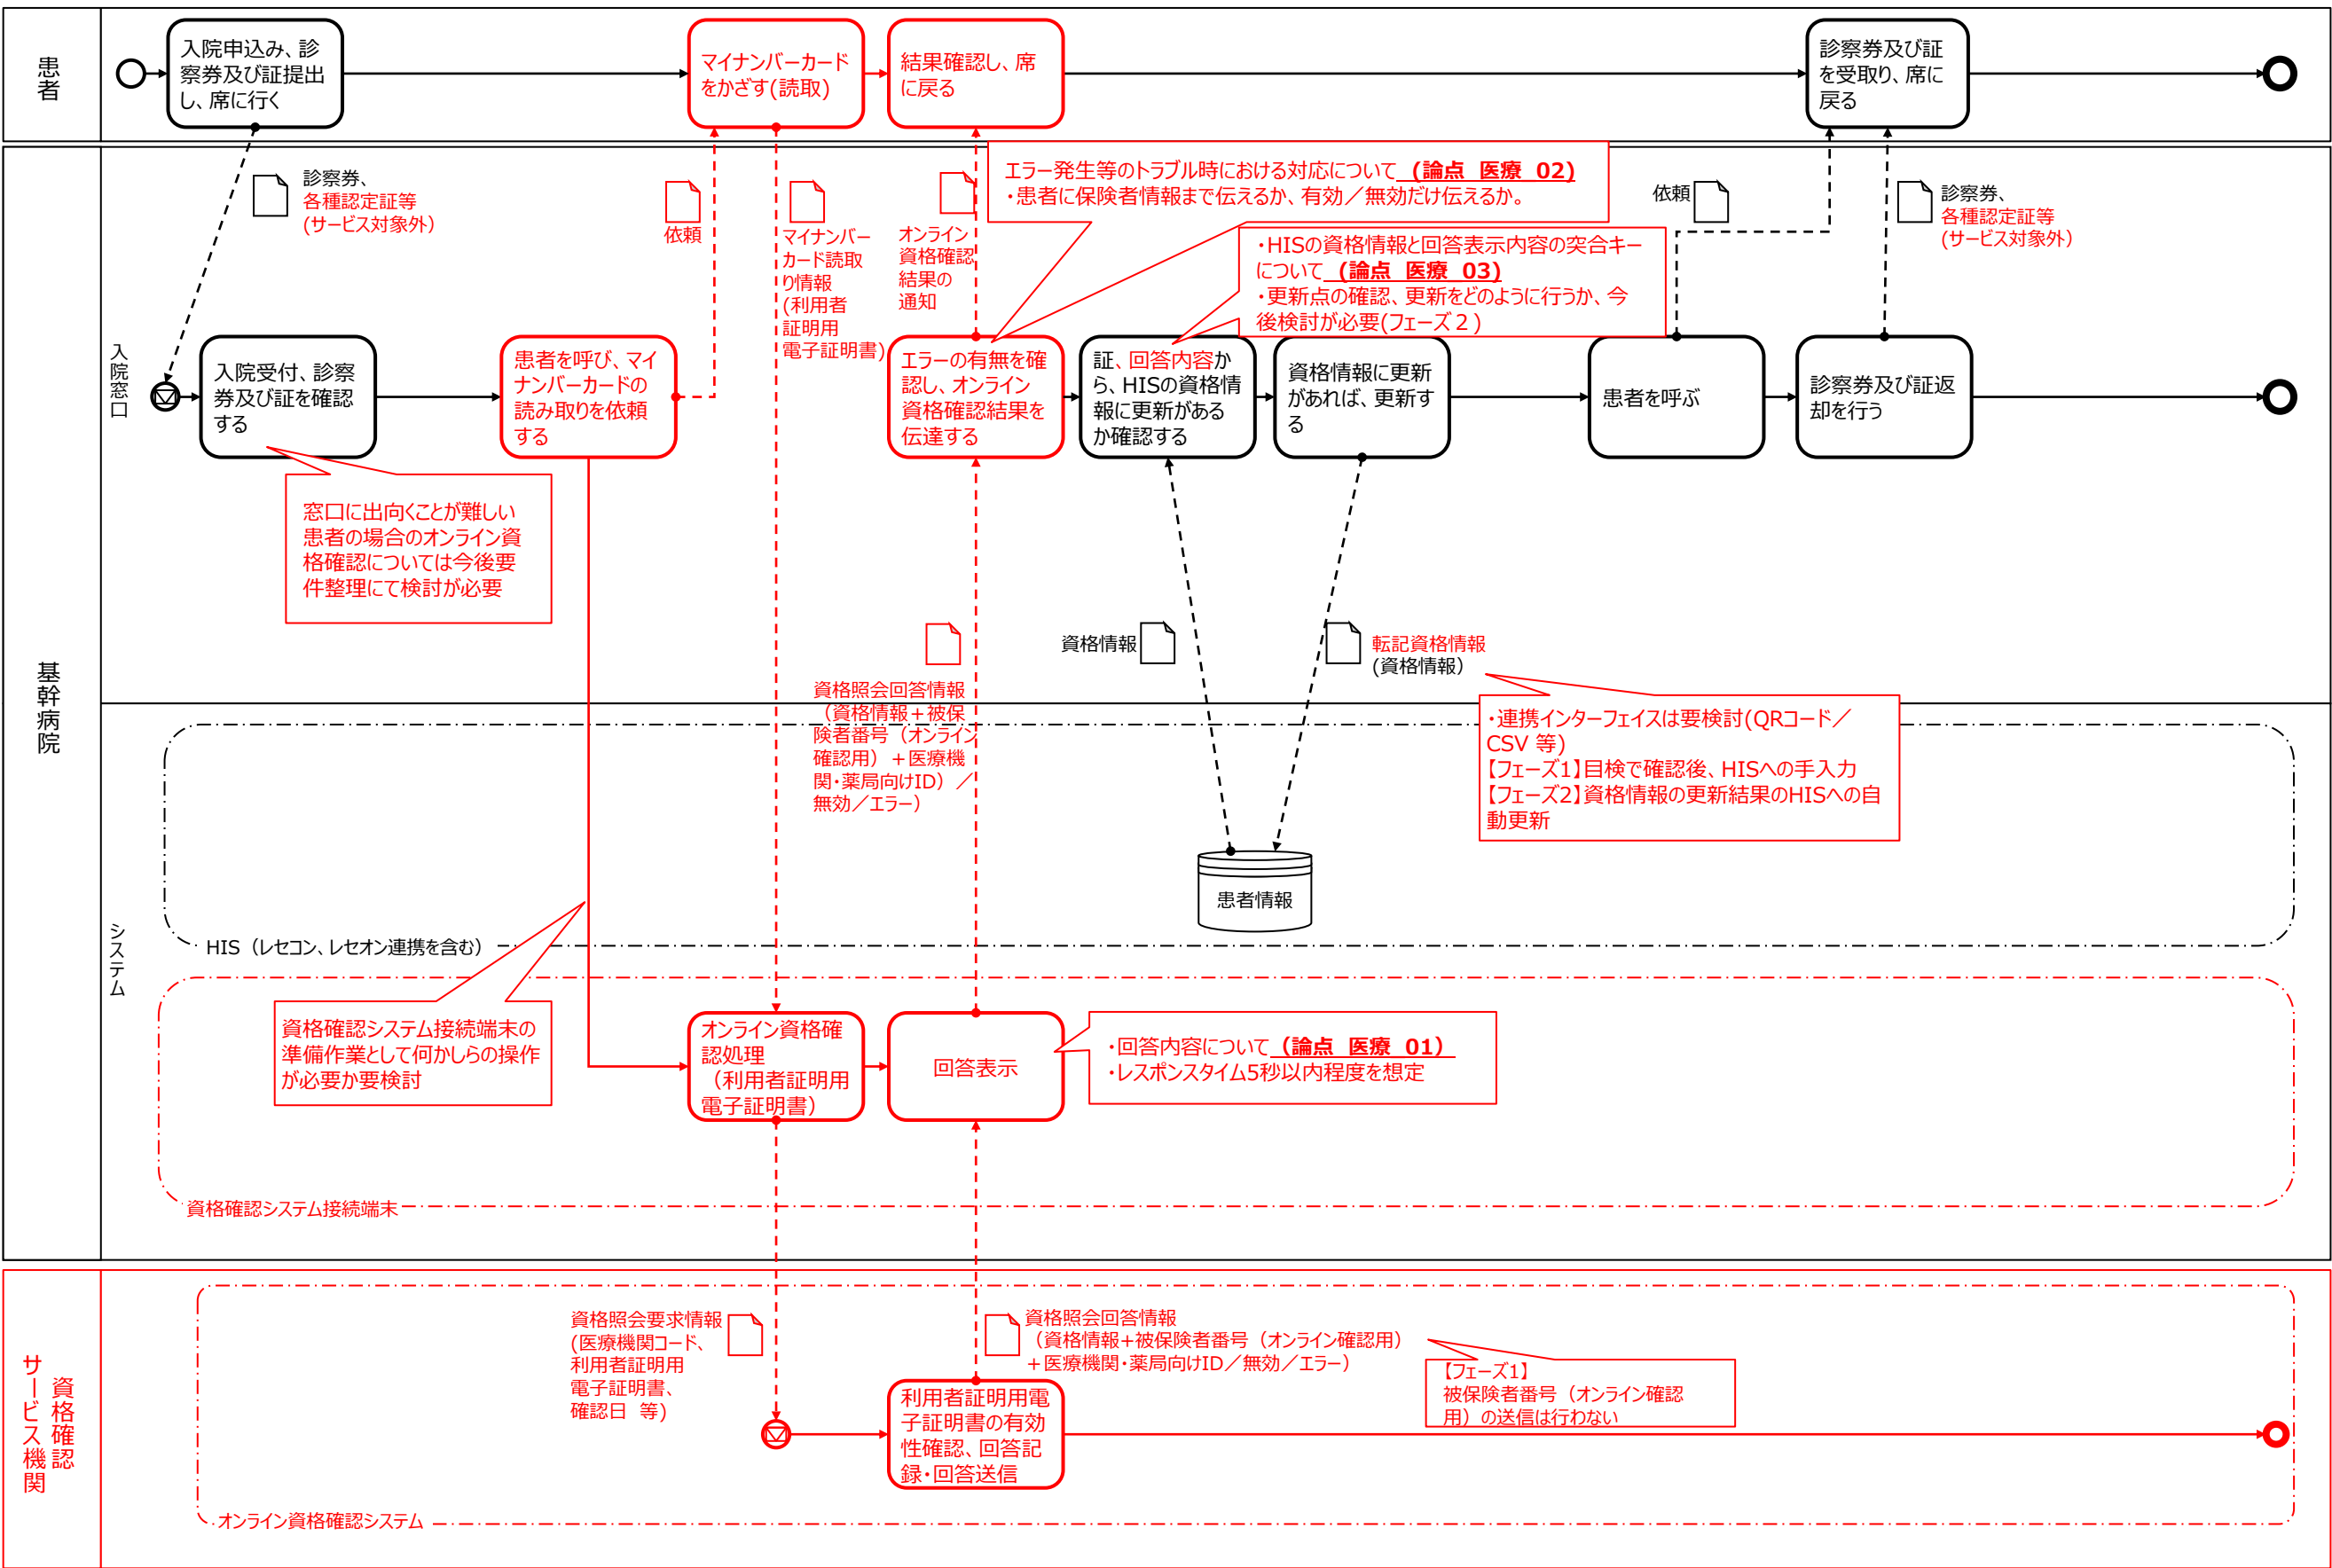 患者
入院申込み、診
察券及び証提出
し、席に行く
マイナンバーカード
をかざす(読取)
結果確認し、席
に戻る
診察券及び証
を受取り、席に
戻る
基幹病院
入院窓口
診察券、
各種認定証等
(サービス対象外)
依頼
マイナンバー
カード読取
り情報
(利用者
証明用
電子証明書)
オンライン
資格確認
結果の
通知
エラー発生等のトラブル時における対応について (論点 医療 02)
・患者に保険者情報まで伝えるか、有効／無効だけ伝えるか。
・HISの資格情報と回答表示内容の突合キー
について (論点 医療 03)
・更新点の確認、更新をどのように行うか、今
後検討が必要(フェーズ２)
依頼
診察券、
各種認定証等
(サービス対象外)
入院受付、診察
券及び証を確認
する
患者を呼び、マイ
ナンバーカードの
読み取りを依頼
する
エラーの有無を確
認し、オンライン
資格確認結果を
伝達する
証、回答内容か
ら、HISの資格情
報に更新がある
か確認する
資格情報に更新
があれば、更新す
る
患者を呼ぶ
診察券及び証返
却を行う
窓口に出向くことが難しい
患者の場合のオンライン資
格確認については今後要
件整理にて検討が必要
資格照会回答情報
（資格情報＋被保
険者番号（オンライン
確認用）＋医療機
関・薬局向けID）／
無効／エラー）
資格情報
転記資格情報
(資格情報)
・連携インターフェイスは要検討(QRコード／
CSV 等)
【フェーズ1】目検で確認後、HISへの手入力
【フェーズ2】資格情報の更新結果のHISへの自
動更新
システム
患者情報
HIS（レセコン、レセオン連携を含む）
資格確認システム接続端末の
準備作業として何かしらの操作
が必要か要検討
オンライン資格確
認処理
（利用者証明用
電子証明書）
回答表示
・回答内容について（論点 医療 01）
・レスポンスタイム5秒以内程度を想定
資格確認システム接続端末
資格確認
サービス機関
資格照会要求情報
(医療機関コード、
利用者証明用
電子証明書、
確認日 等)
資格照会回答情報
（資格情報+被保険者番号（オンライン確認用）
＋医療機関・薬局向けID／無効／エラー）
【フェーズ1】
被保険者番号（オンライン確認
用）の送信は行わない
利用者証明用電
子証明書の有効
性確認、回答記
録・回答送信
オンライン資格確認システム